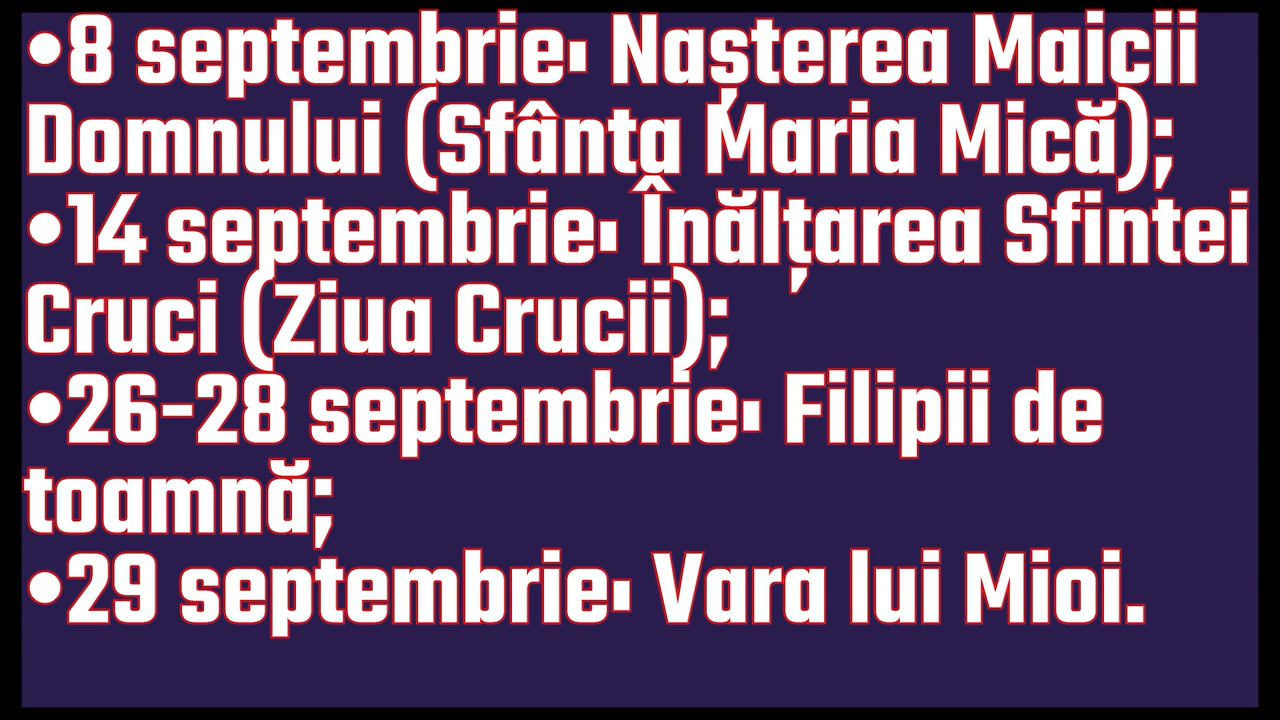 •8 septembrie: Nașterea Maicii
Domnului (Sfânta Maria Mică);
•14 septembrie: Înălțarea Sfintei
Cruci (Ziua Crucii);
•26-28 septembrie: Filipii de
toamnă;
•29 septembrie: Vara lui Mioi.